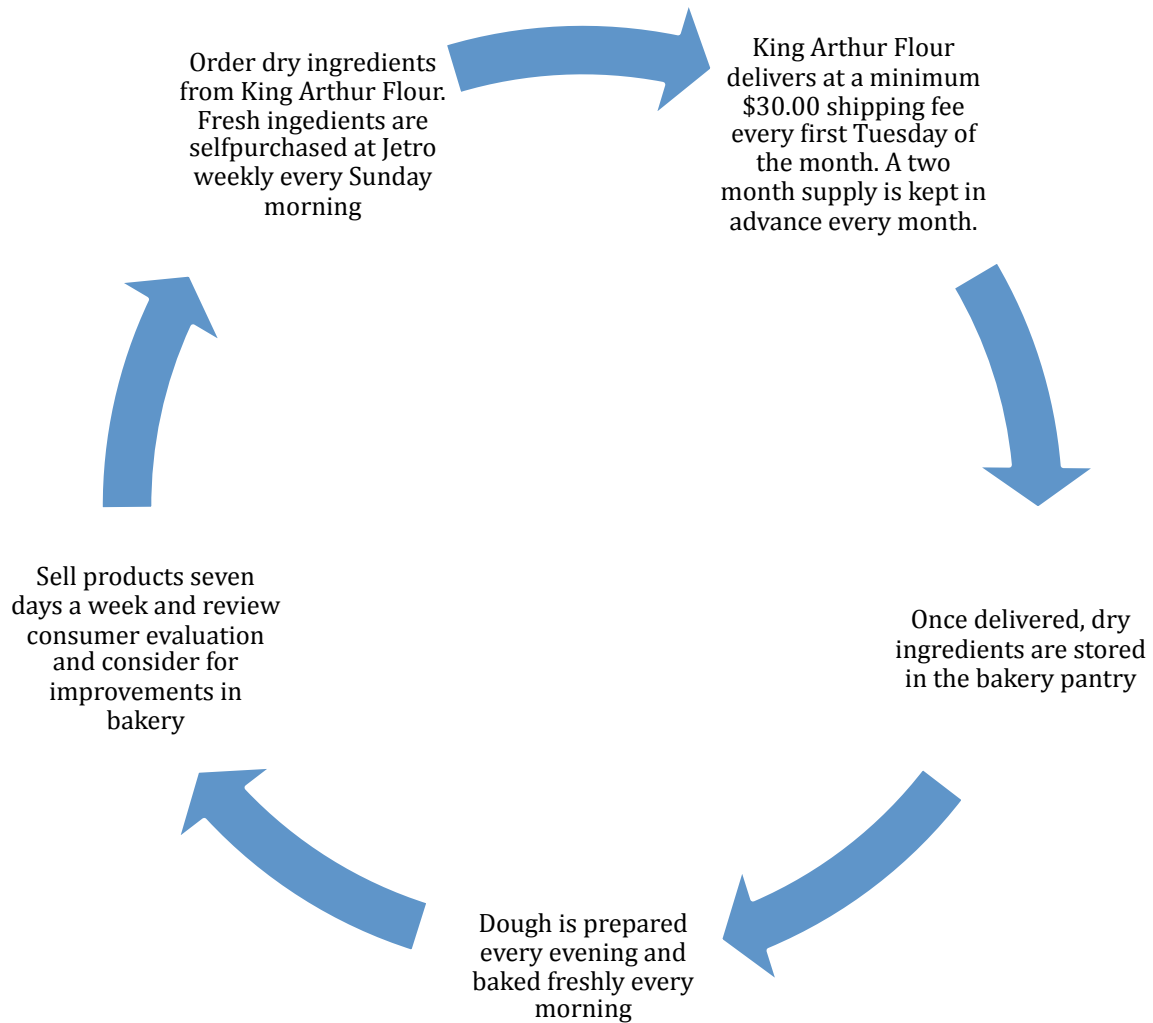 Order dry ingredients
from King Arthur Flour.
Fresh ingedients are
selfpurchased at Jetro
weekly every Sunday
morning
King Arthur Flour
delivers at a minimum
$30.00 shipping fee
every first Tuesday of
the month. A two
month supply is kept in
advance every month.
Once delivered, dry
ingredients are stored
in the bakery pantry
Dough is prepared
every evening and
baked freshly every
morning
Sell products seven
days a week and review
consumer evaluation
and consider for
improvements in
bakery